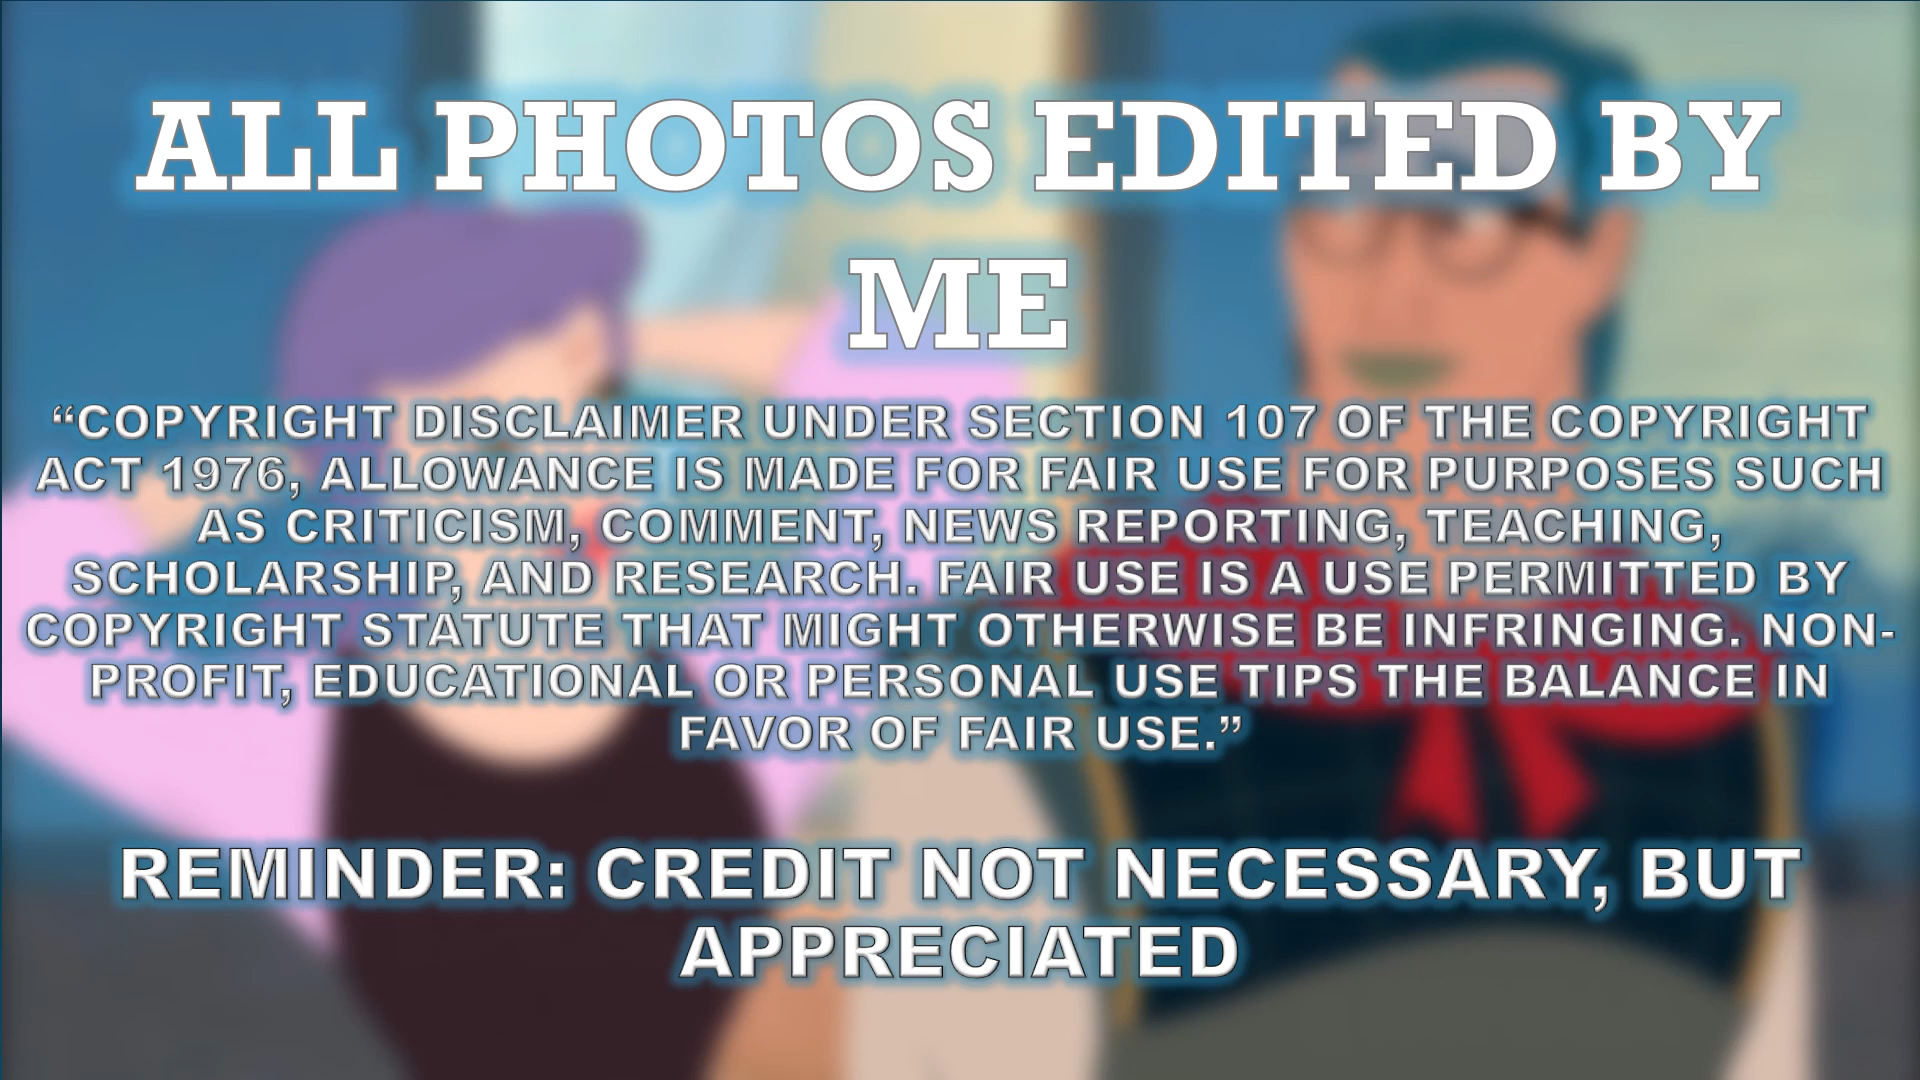 ALL PHOTOS EDITED BY
ME
“COPYRIGHT DISCLAIMER UNDER SECTION 107 OF THE COPYRIGHT
ACT 1976, ALLOWANCE IS MADE FOR FAIR USE FOR PURPOSES SUCH
AS CRITICISM, COMMENT, NEWS REPORTING, TEACHING,
SCHOLARSHIP, AND RESEARCH. FAIR USE IS A USE PERMITTED BY
COPYRIGHT STATUTE THAT MIGHT OTHERWISE BE INFRINGING. NON-
PROFIT, EDUCATIONAL OR PERSONAL USE TIPS THE BALANCE IN
FAVOR OF FAIR USE.”
REMINDER: CREDIT NOT NECESSARY, BUT
APPRECIATED